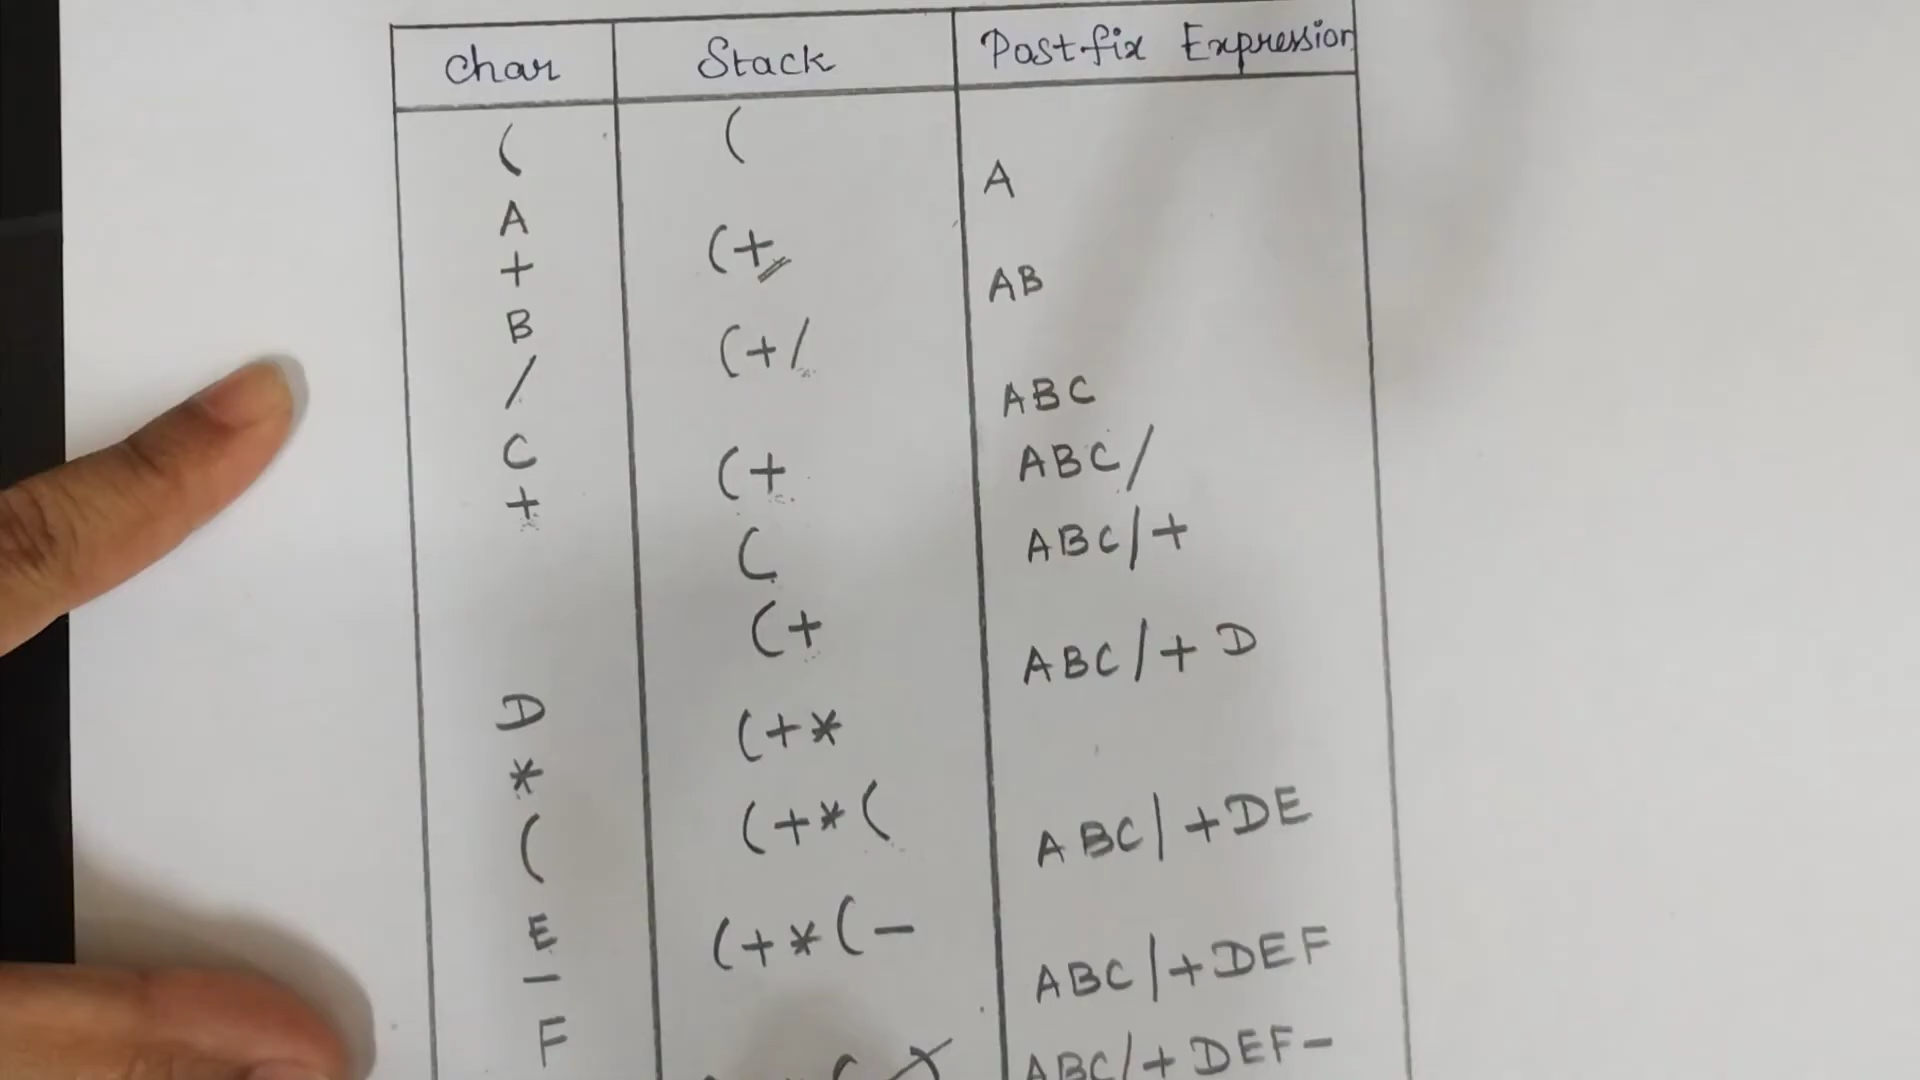 Char Stack Postfix Expression
( (
A A
+ (+
B AB
/ (+/
C ABC
+ (+ ABC/
( ABC/+
(+
D ABC/+D
* (+*
( (+*(
E ABC/+DE
- (+*(-
F ABC/+DEF
ABC/+DEF-